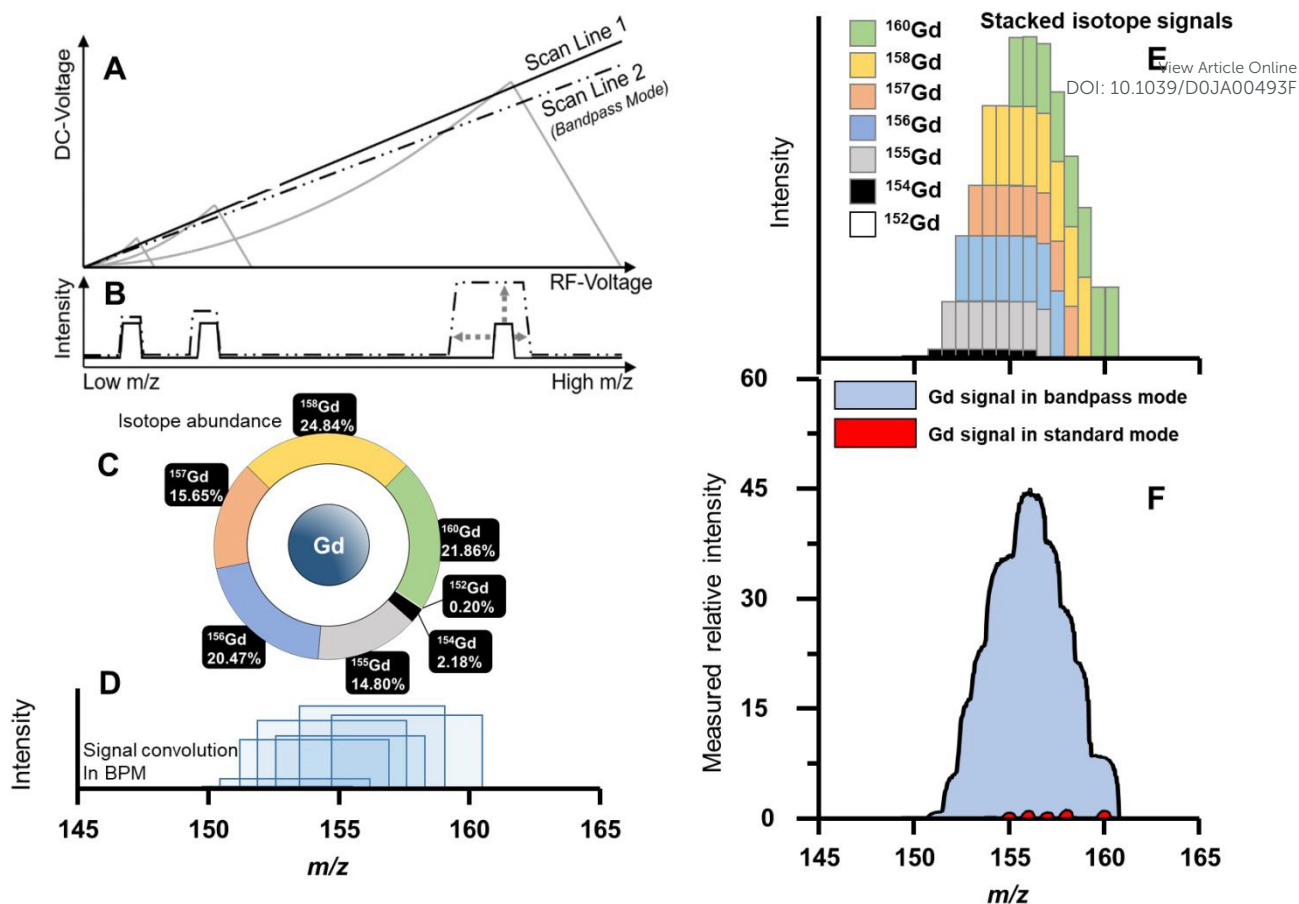 A
DC-Voltage
Scan Line 1
Scan Line 2
(Bandpass Mode)
RF-Voltage
B
Intensity
Low m/z
High m/z
Isotope abundance
C
¹⁵⁸Gd
24.84%
¹⁵⁷Gd
15.65%
Gd
¹⁶⁰Gd
21.86%
¹⁵²Gd
0.20%
¹⁵⁴Gd
2.18%
¹⁵⁶Gd
20.47%
¹⁵⁵Gd
14.80%
D
Intensity
Signal convolution
In BPM
145 150 155 160 165
m/z
Stacked isotope signals
E
View Article Online
DOI: 10.1039/D0JA00493F
Intensity
¹⁶⁰Gd
¹⁵⁸Gd
¹⁵⁷Gd
¹⁵⁶Gd
¹⁵⁵Gd
¹⁵⁴Gd
¹⁵²Gd
60
45
30
15
0
Gd signal in bandpass mode
Gd signal in standard mode
F
Measured relative intensity
145 150 155 160 165
m/z